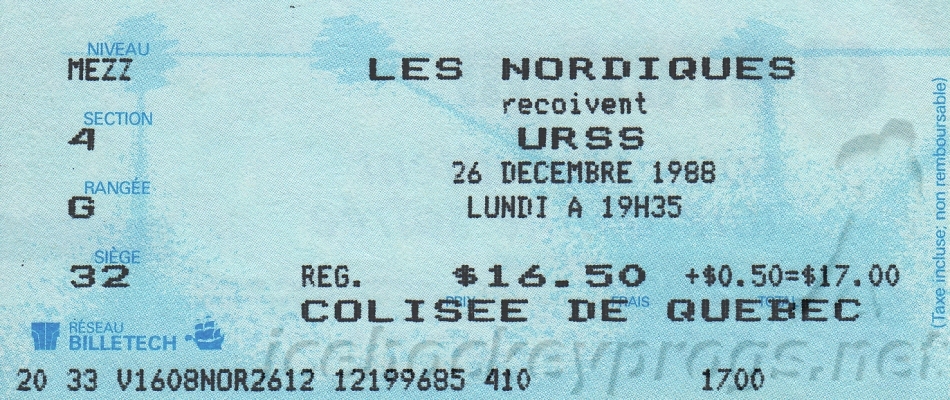 NIVEAU
MEZZ
SECTION
4
RANGÉE
G
SIÈGE
32
LES NORDIQUES
recoivent
URSS
26 DECEMBRE 1988
LUNDI A 19H35
REG. $16.50 +$0.50=$17.00
PRIX FRAIS TOTAL
COLISEE DE QUEBEC
RÉSEAU
BILLETECH
20 33 V1608NOR2612 12199685 410 1700
(Taxe incluse; non remboursable)
icehockeyprogs.net